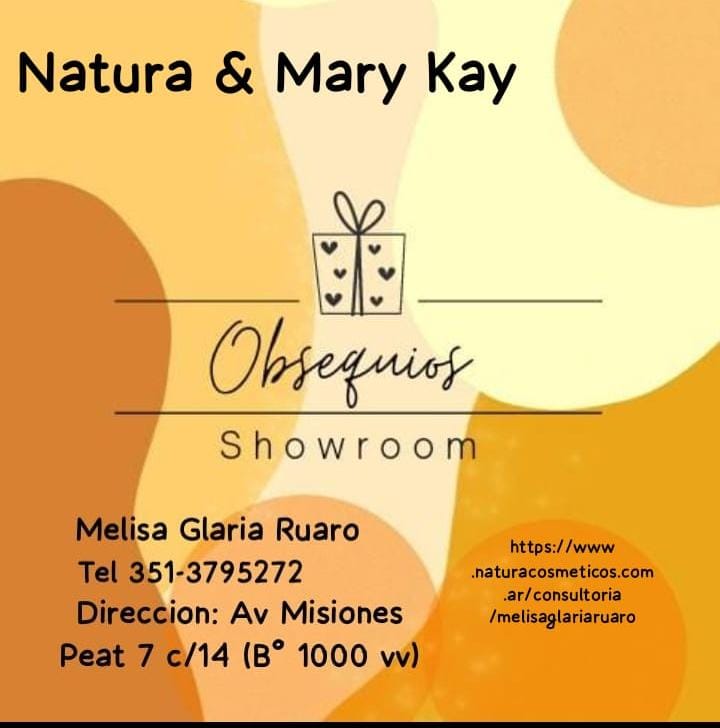 Natura & Mary Kay
Obsequios
Showroom
Melisa Glaria Ruaro
Tel 351-3795272
Direccion: Av Misiones
Peat 7 c/14 (B° 1000 vv)
https://www
.naturacosmeticos.com
.ar/consultoria
/melisaglariaruaro